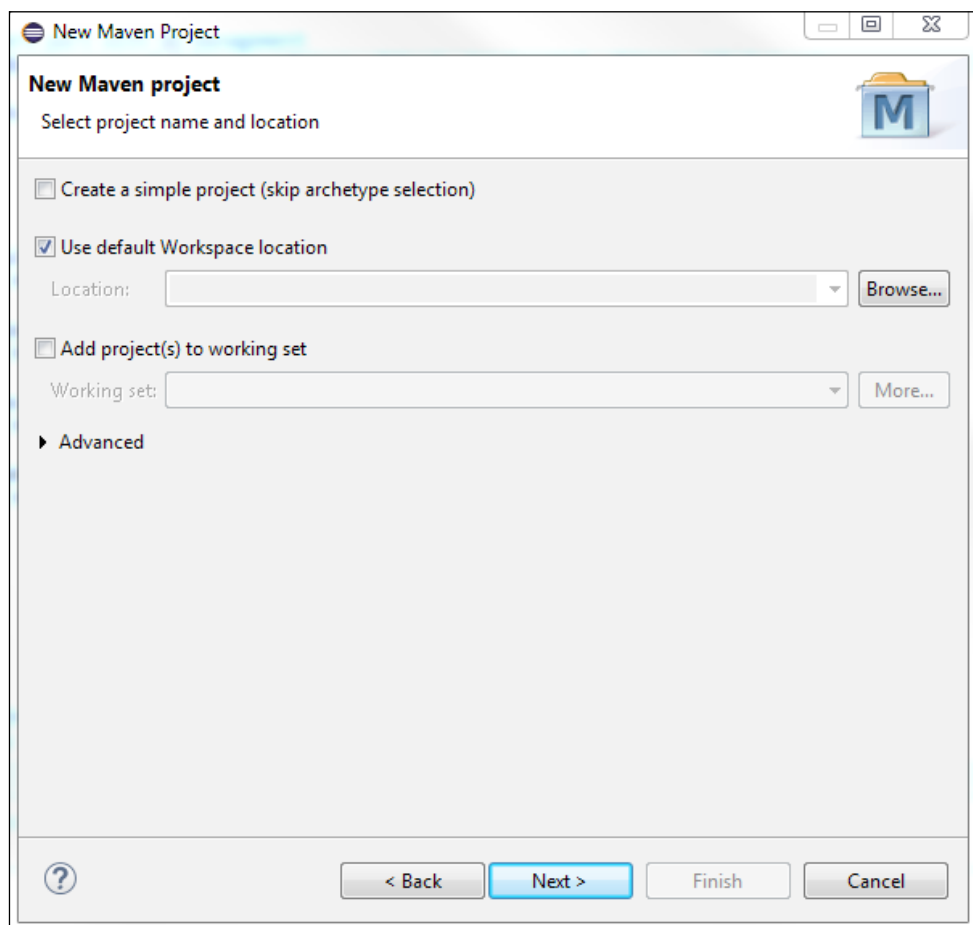 New Maven Project
New Maven project
Select project name and location
M
Create a simple project (skip archetype selection)
Use default Workspace location
Location:
Browse...
Add project(s) to working set
Working set:
More...
Advanced
?
< Back
Next >
Finish
Cancel